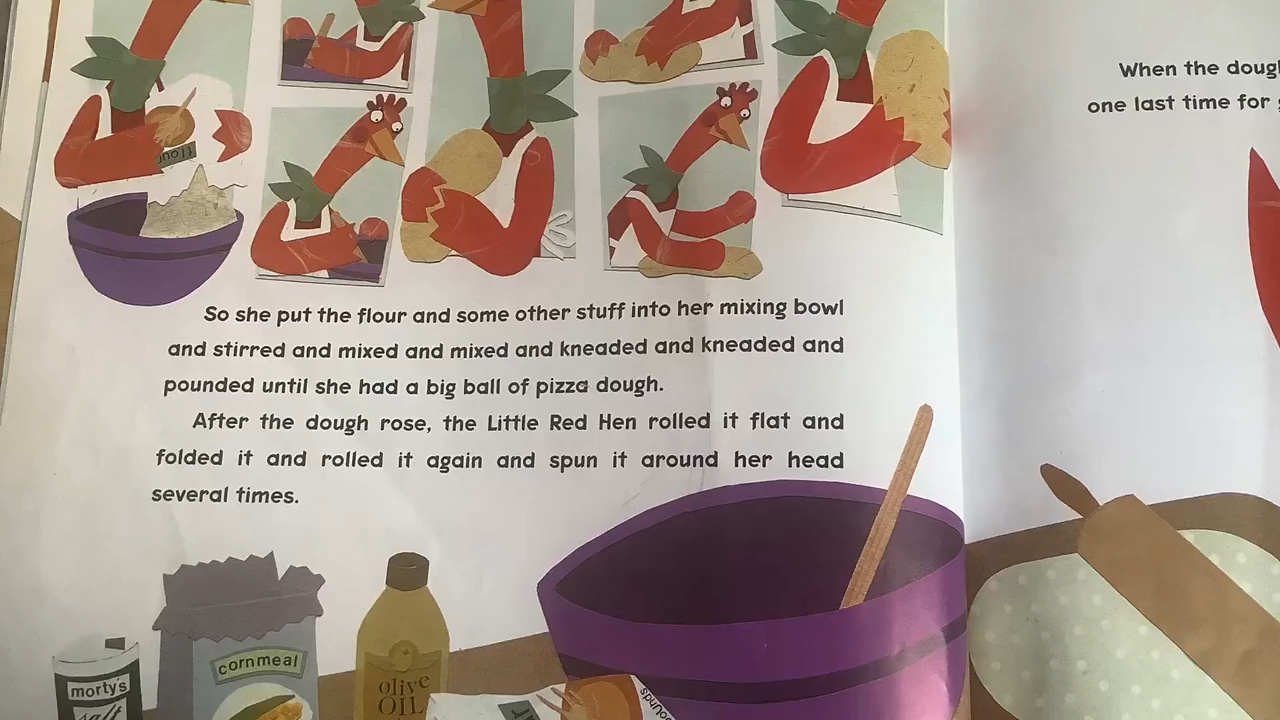 flour
When the dough
one last time for
So she put the flour and some other stuff into her mixing bowl
and stirred and mixed and mixed and kneaded and kneaded and
pounded until she had a big ball of pizza dough.
After the dough rose, the Little Red Hen rolled it flat and
folded it and rolled it again and spun it around her head
several times.
cornmeal
morty's
salt
olive
OIL